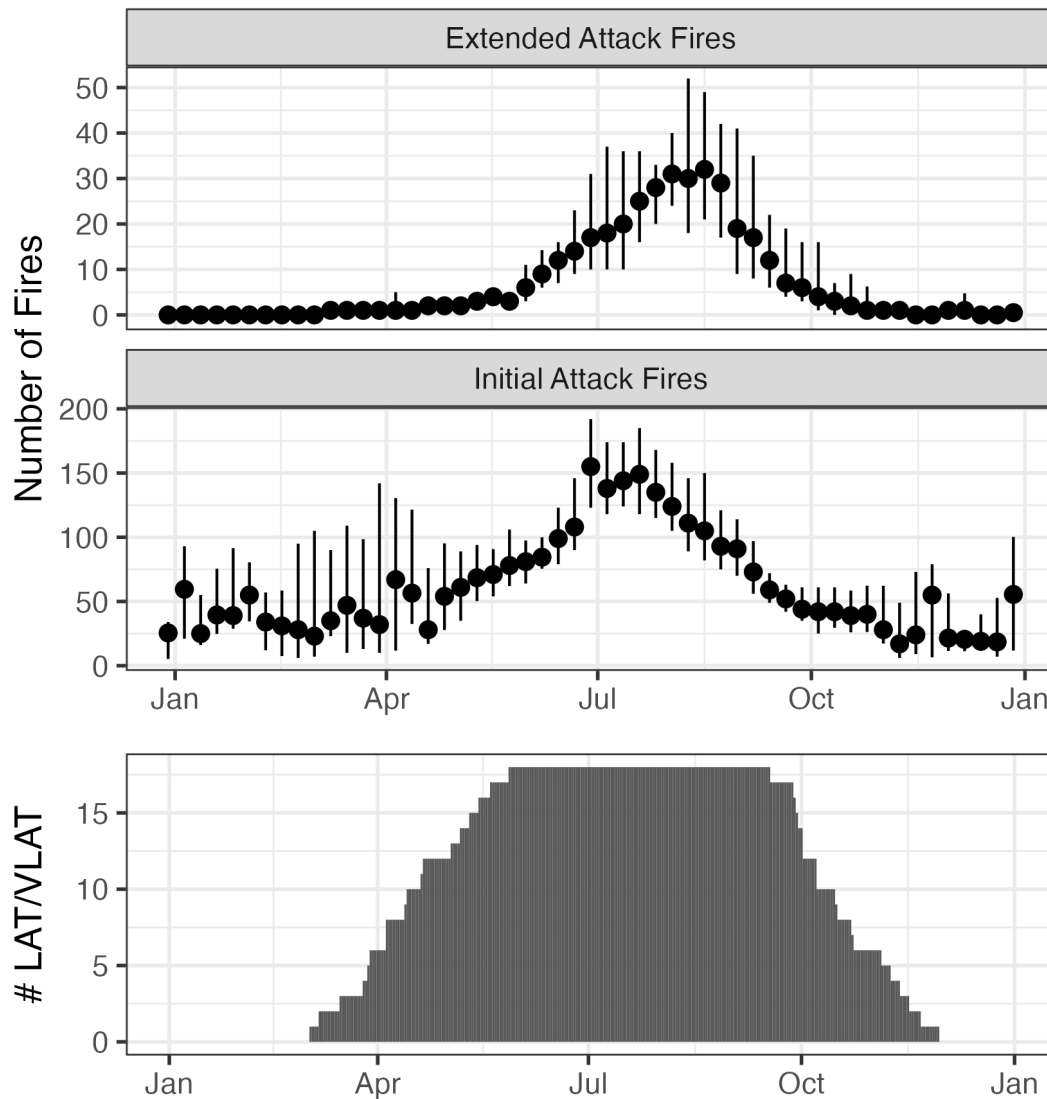 Extended Attack Fires
50
40
30
20
10
0
Number of Fires
Initial Attack Fires
200
150
100
50
0
Jan Apr Jul Oct Jan
# LAT/VLAT
15
10
5
0
Jan Apr Jul Oct Jan